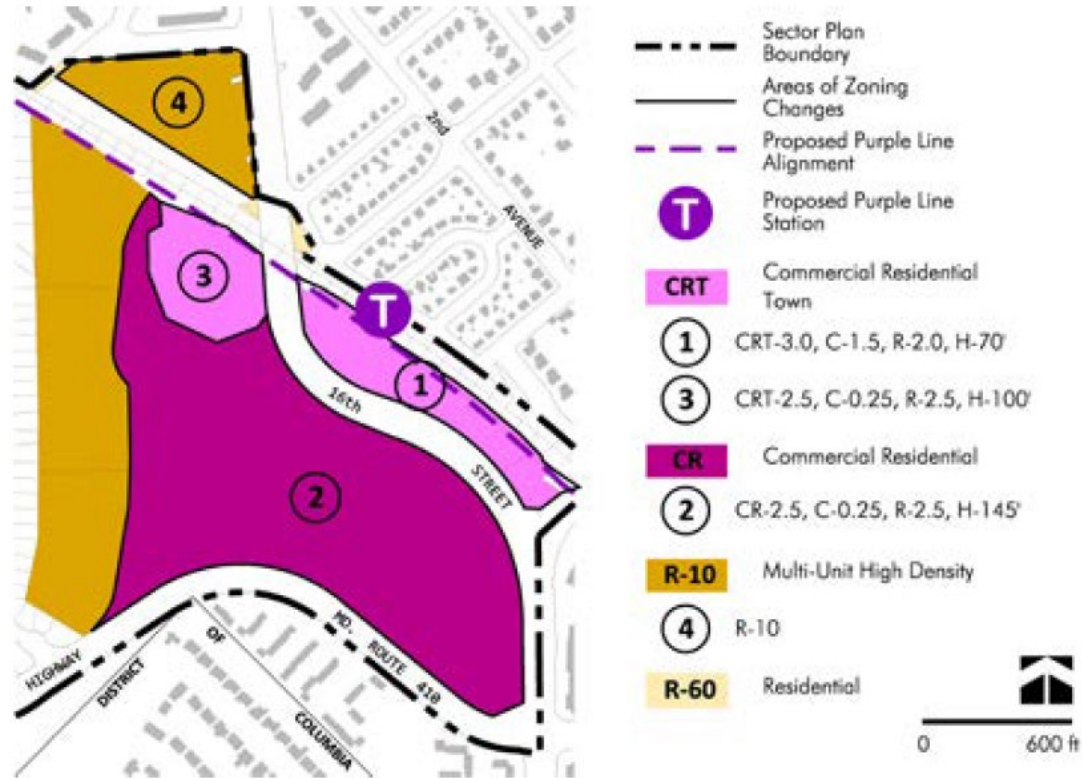 4
2nd
AVENUE
3
T
1
16th
STREET
2
HIGHWAY
MD. ROUTE 410
DISTRICT
OF
COLUMBIA
Sector Plan
Boundary
Areas of Zoning
Changes
Proposed Purple Line
Alignment
T
Proposed Purple Line
Station
CRT
Commercial Residential
Town
1
CRT-3.0, C-1.5, R-2.0, H-70'
3
CRT-2.5, C-0.25, R-2.5, H-100'
CR
Commercial Residential
2
CR-2.5, C-0.25, R-2.5, H-145'
R-10
Multi-Unit High Density
4
R-10
R-60
Residential
0
600 ft